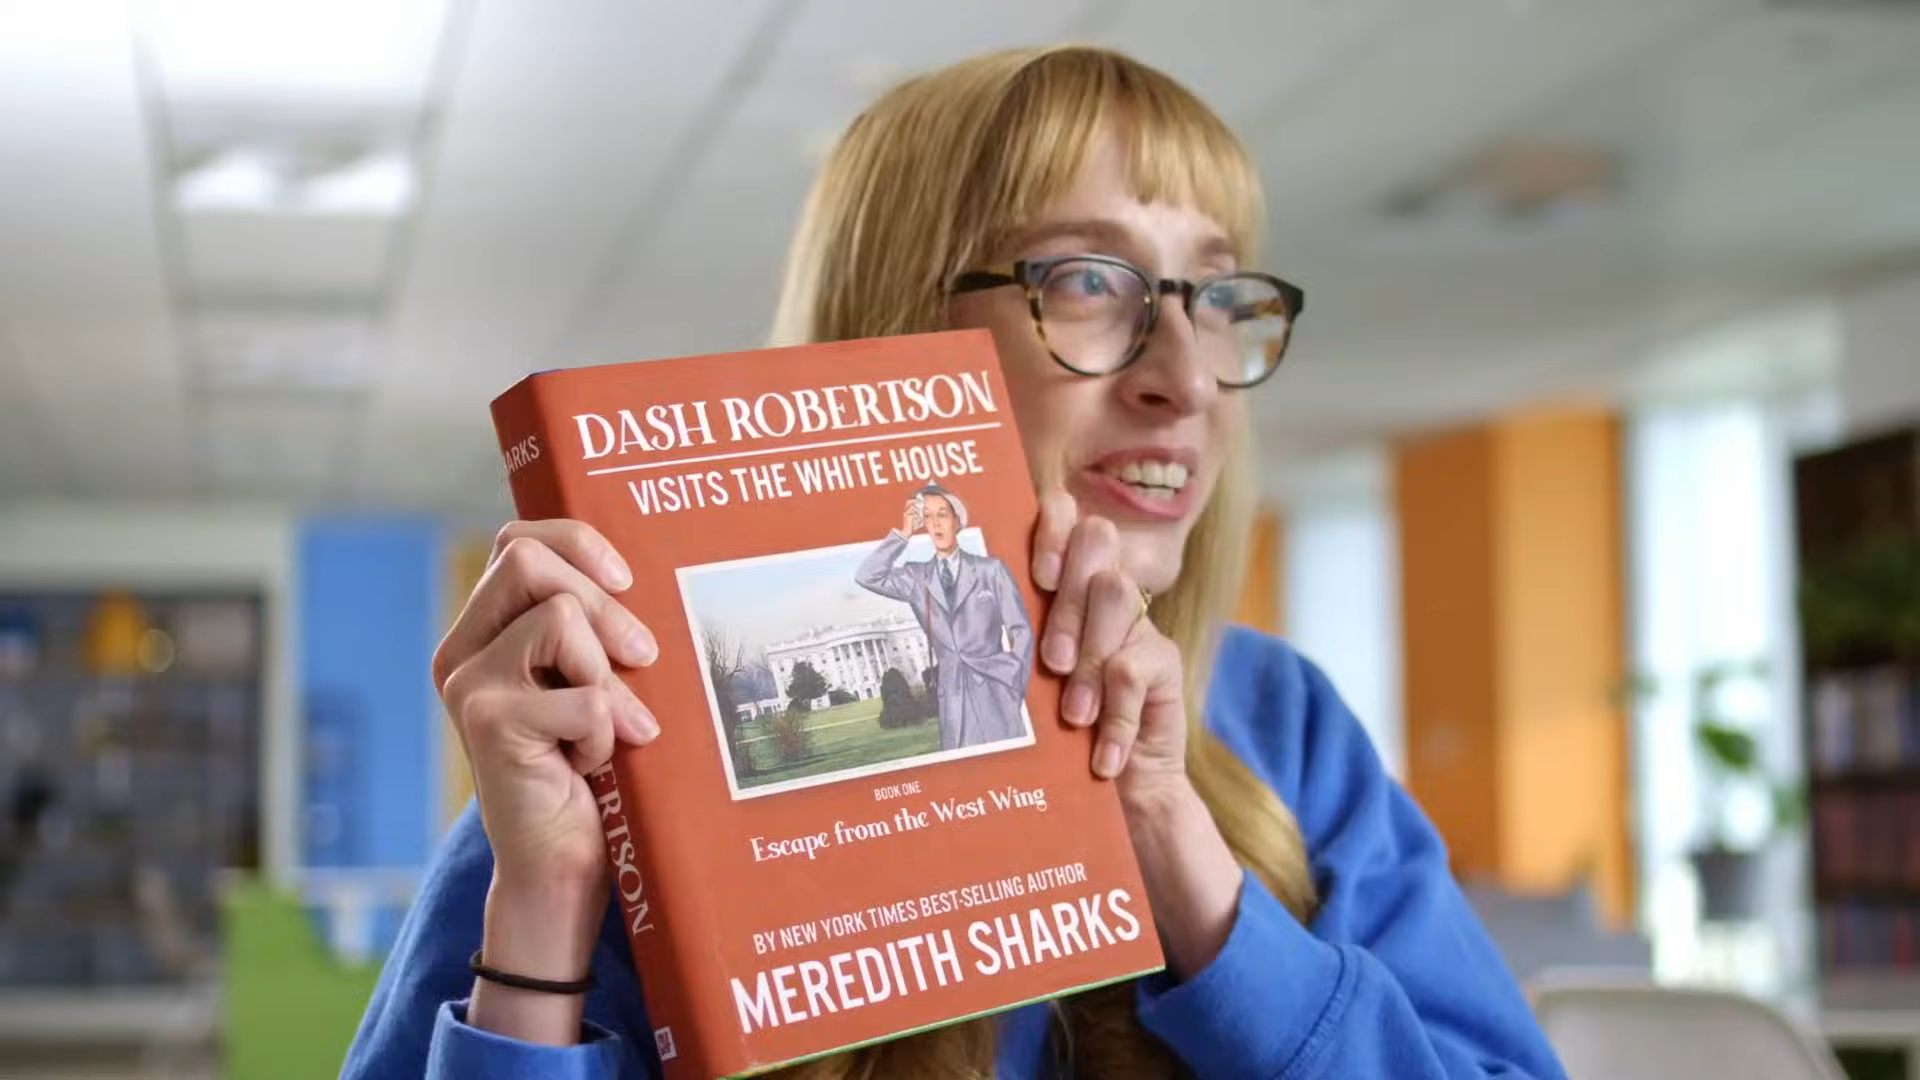 DASH ROBERTSON
VISITS THE WHITE HOUSE
BOOK ONE
Escape from the West Wing
BY NEW YORK TIMES BEST-SELLING AUTHOR
MEREDITH SHARKS
ARKS
ERTSON